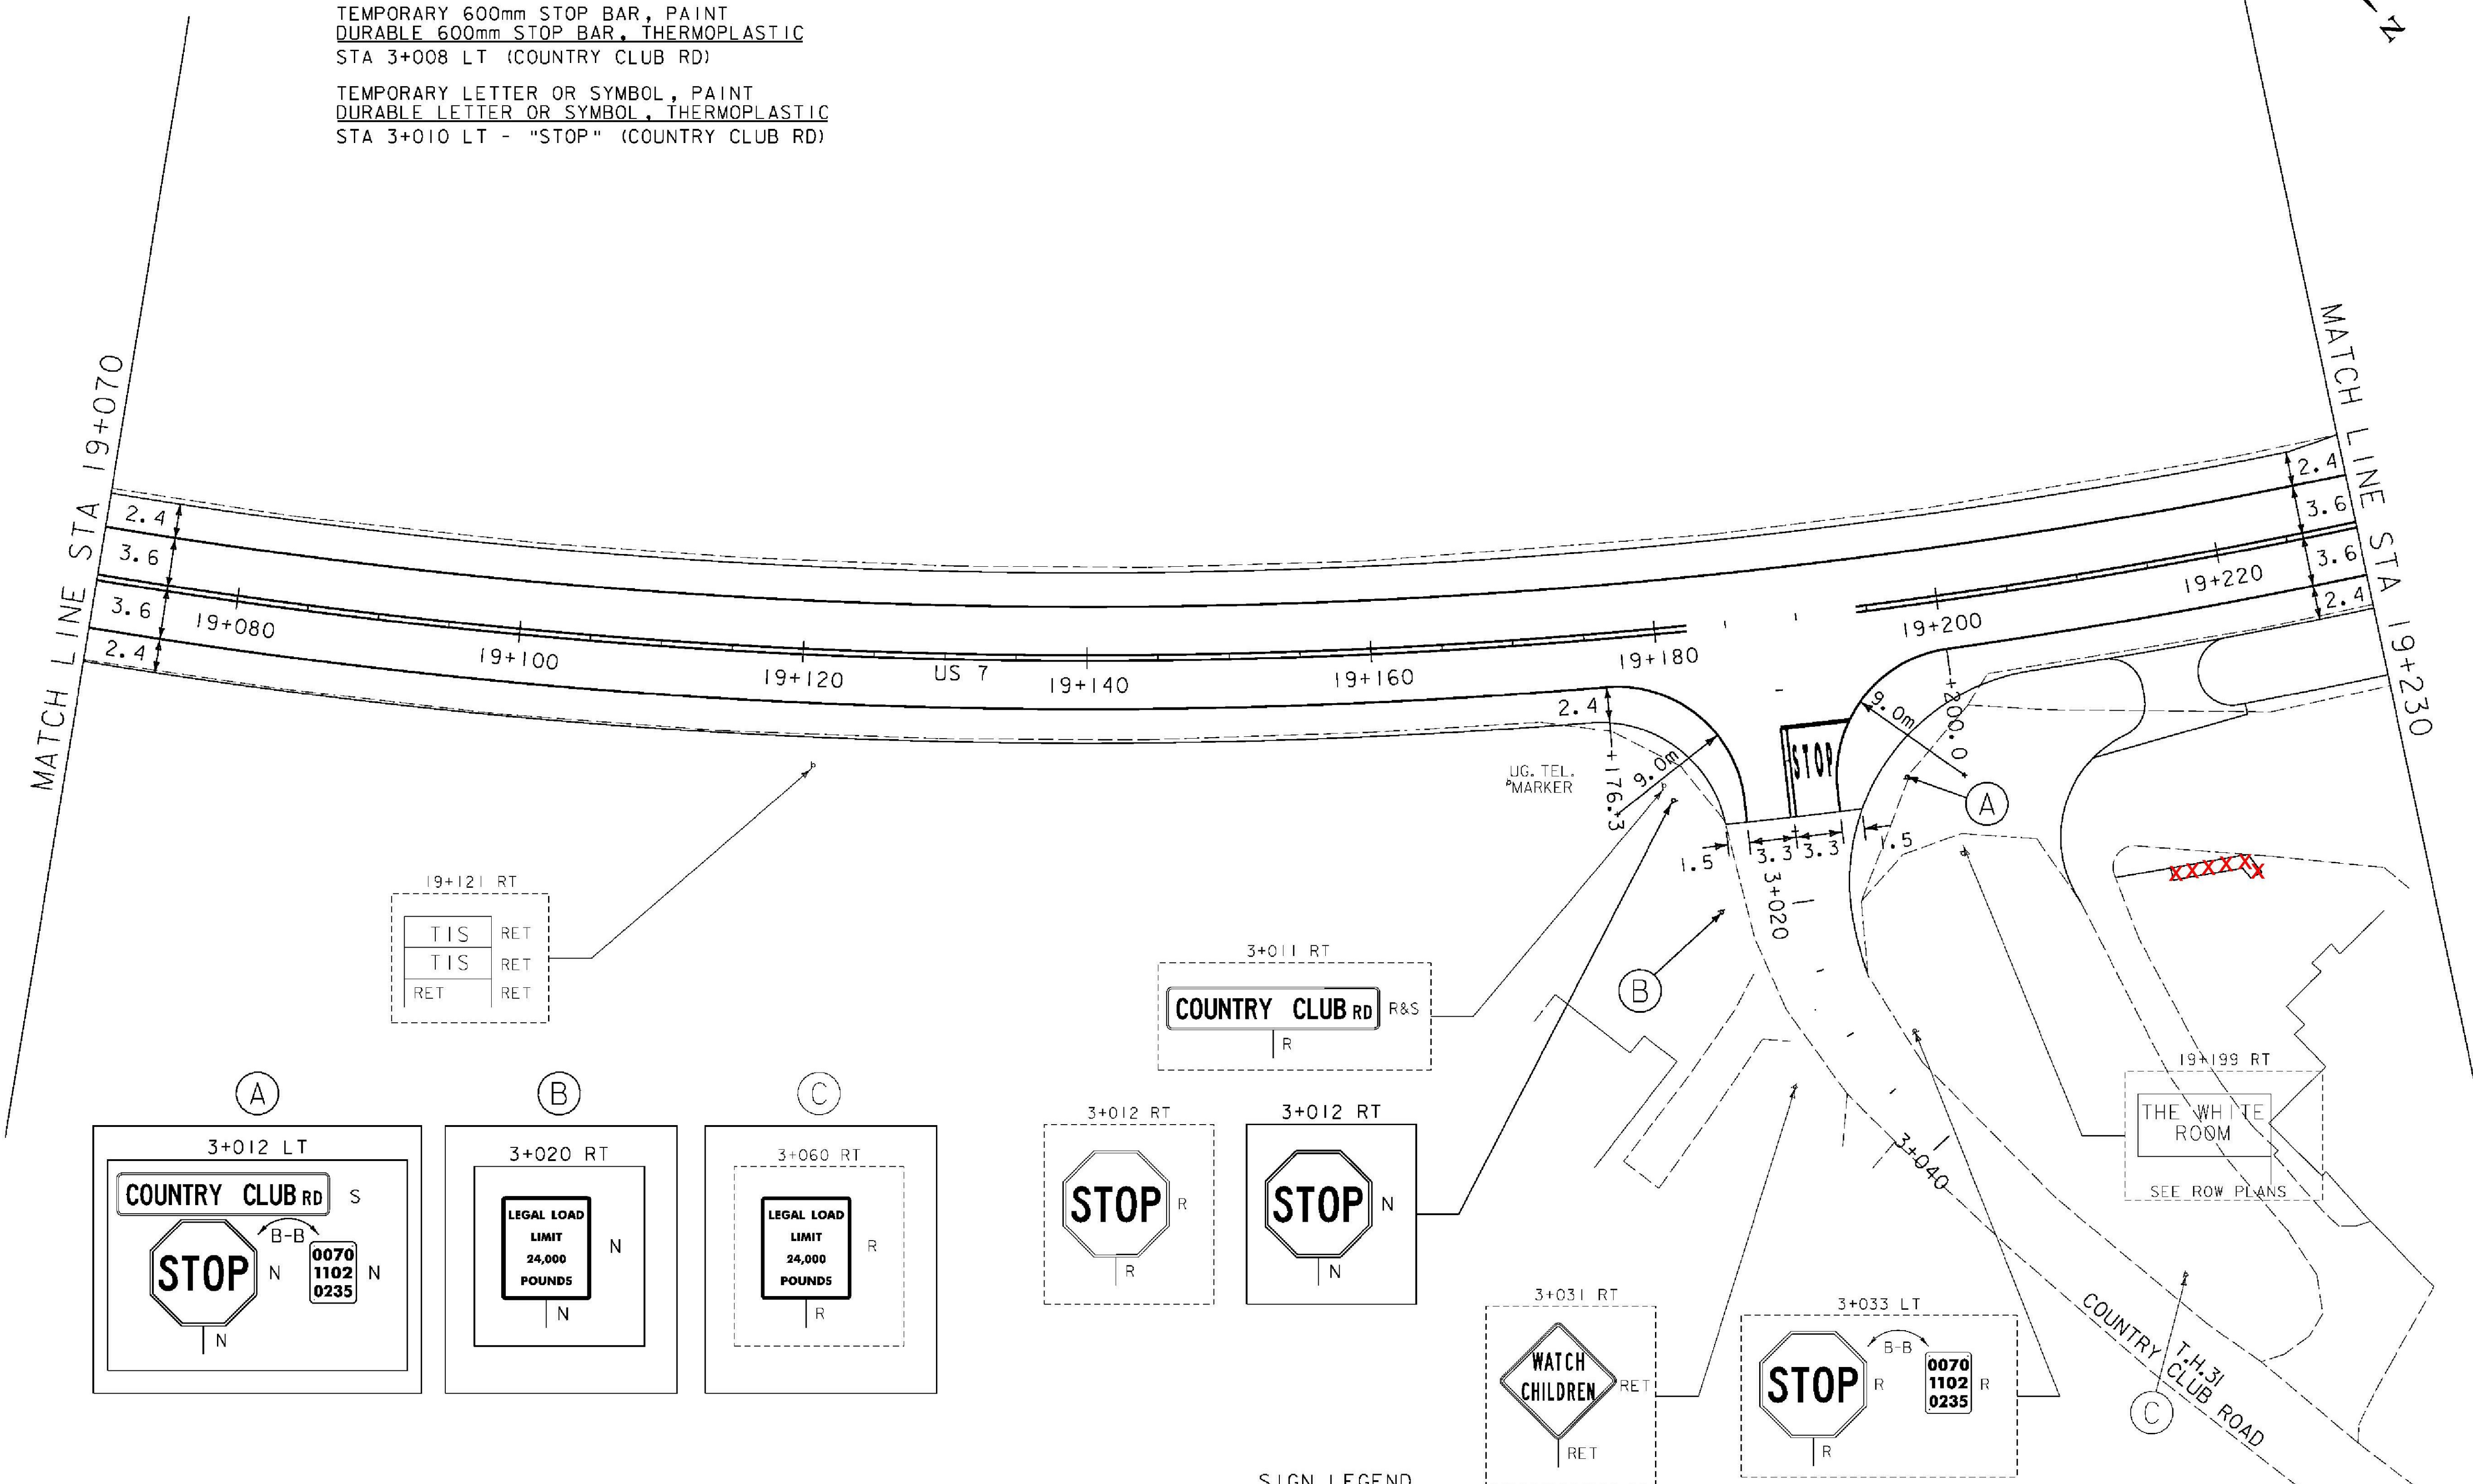 TEMPORARY 600mm STOP BAR, PAINT
DURABLE 600mm STOP BAR, THERMOPLASTIC
STA 3+008 LT (COUNTRY CLUB RD)
TEMPORARY LETTER OR SYMBOL, PAINT
DURABLE LETTER OR SYMBOL, THERMOPLASTIC
STA 3+010 LT - "STOP" (COUNTRY CLUB RD)
N
MATCH LINE STA 19+070
MATCH LINE STA 19+230
2.4
3.6
3.6
2.4
2.4
3.6
3.6
2.4
19+080
19+100
19+120
US 7
19+140
19+160
19+180
19+200
19+220
2.4
+176.3
9.0m
UG. TEL.
MARKER
STOP
9.0m
+200.0
A
1.5
3.3
3.3
1.5
3+020
B
3+040
19+121 RT
TIS RET
TIS RET
RET RET
3+011 RT
COUNTRY CLUB RD R&S
R
19+199 RT
THE WHITE
ROOM
SEE ROW PLANS
A
3+012 LT
COUNTRY CLUB RD S
B-B
STOP N
0070
1102 N
0235
N
B
3+020 RT
LEGAL LOAD
LIMIT
24,000
POUNDS
N
N
C
3+060 RT
LEGAL LOAD
LIMIT
24,000
POUNDS
R
R
3+012 RT
STOP R
R
3+012 RT
STOP N
N
3+031 RT
WATCH
CHILDREN RET
RET
3+033 LT
B-B
STOP R
0070
1102 R
0235
R
T.H.31
COUNTRY CLUB ROAD
C
SIGN LEGEND